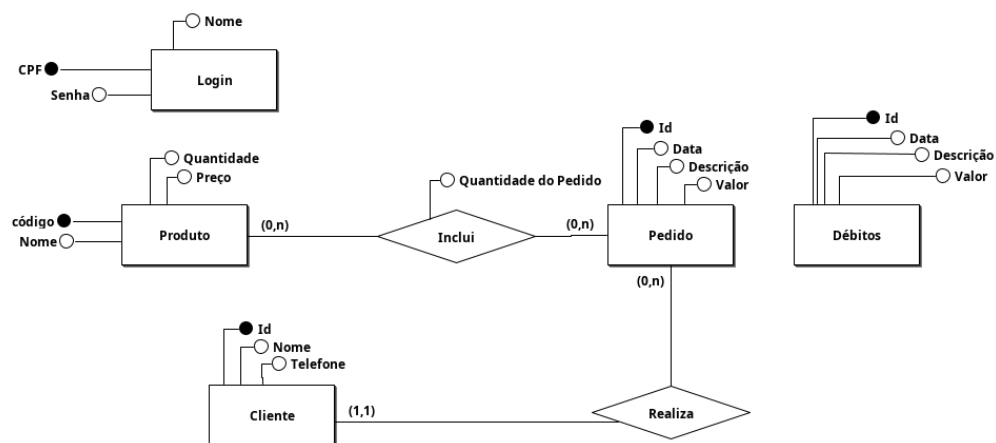 Nome
CPF
Login
Senha
Id
Id
Data
Data
Descrição
Descrição
Valor
Valor
Quantidade
Preço
Quantidade do Pedido
código
Nome
Produto
(0,n)
Inclui
(0,n)
Pedido
Débitos
(0,n)
Id
Nome
Telefone
Cliente
(1,1)
Realiza